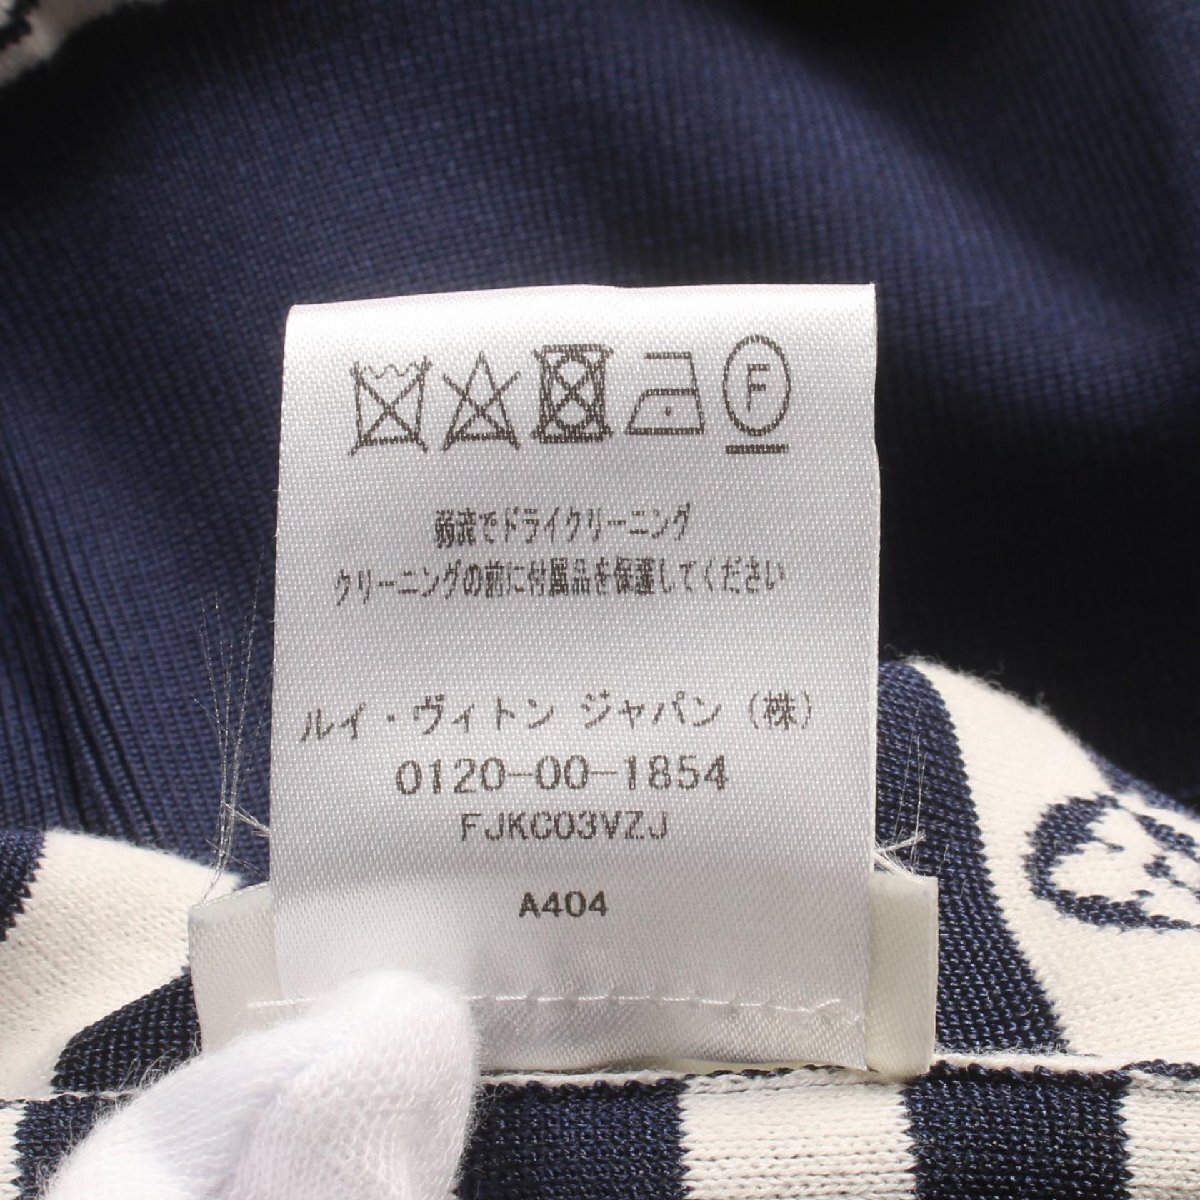 F
弱流でドライクリーニング
クリーニングの前に付属品を保護してください
ルイ・ヴィトン ジャパン (株)
0120-00-1854
FJKC03VZJ
A404